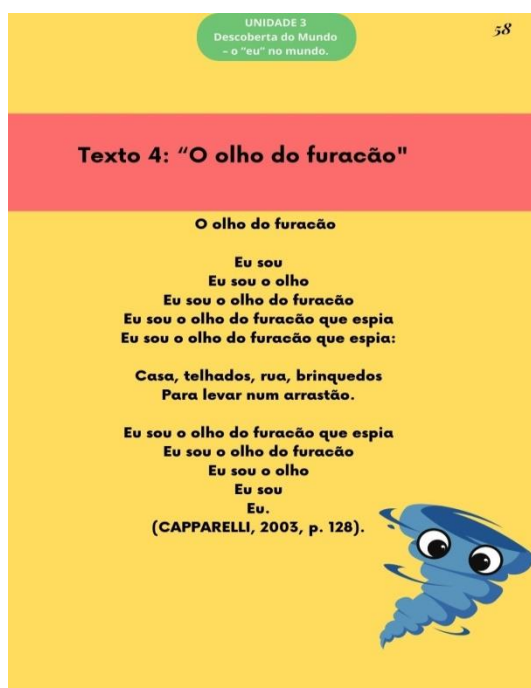 UNIDADE 3
Descoberta do Mundo
– o "eu" no mundo.
58
Texto 4: “O olho do furacão"
O olho do furacão
Eu sou
Eu sou o olho
Eu sou o olho do furacão
Eu sou o olho do furacão que espia
Eu sou o olho do furacão que espia:
Casa, telhados, rua, brinquedos
Para levar num arrastão.
Eu sou o olho do furacão que espia
Eu sou o olho do furacão
Eu sou o olho
Eu sou
Eu.
(CAPPARELLI, 2003, p. 128).